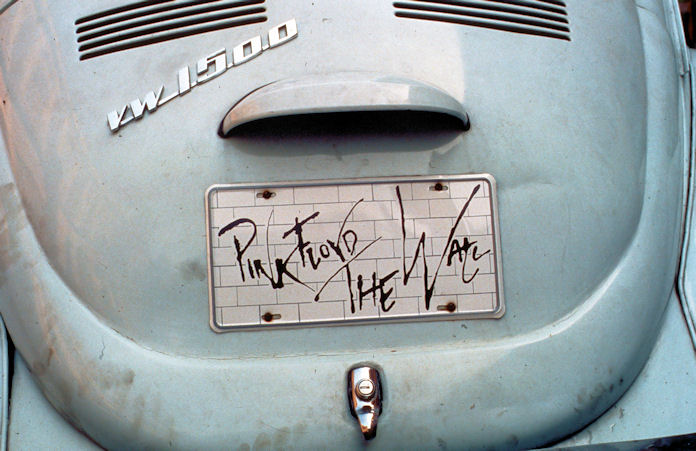 VW 1500
PINK FLOYD THE WALL